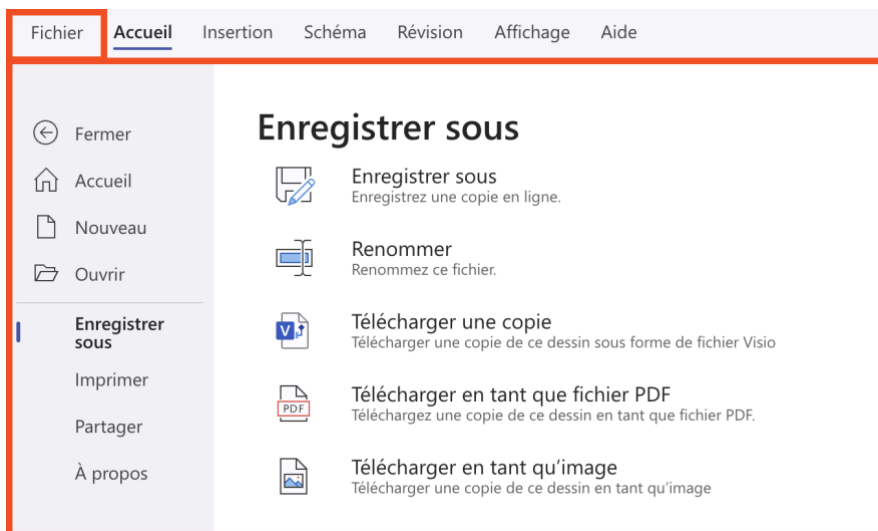 Fichier Accueil Insertion Schéma Révision Affichage Aide
Fermer
Accueil
Nouveau
Ouvrir
Enregistrer
sous
Imprimer
Partager
À propos
Enregistrer sous
Enregistrer sous
Enregistrez une copie en ligne.
Renommer
Renommez ce fichier.
V
Télécharger une copie
Télécharger une copie de ce dessin sous forme de fichier Visio
PDF
Télécharger en tant que fichier PDF
Téléchargez une copie de ce dessin en tant que fichier PDF.
Télécharger en tant qu'image
Télécharger une copie de ce dessin en tant qu'image